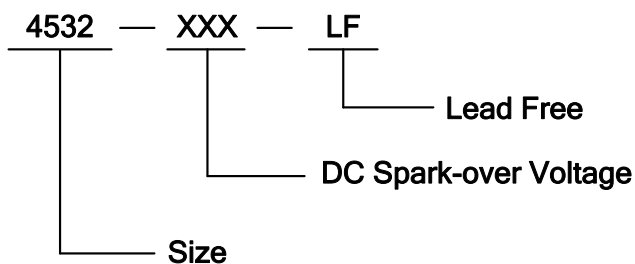 4532 — XXX — LF
Lead Free
DC Spark-over Voltage
Size